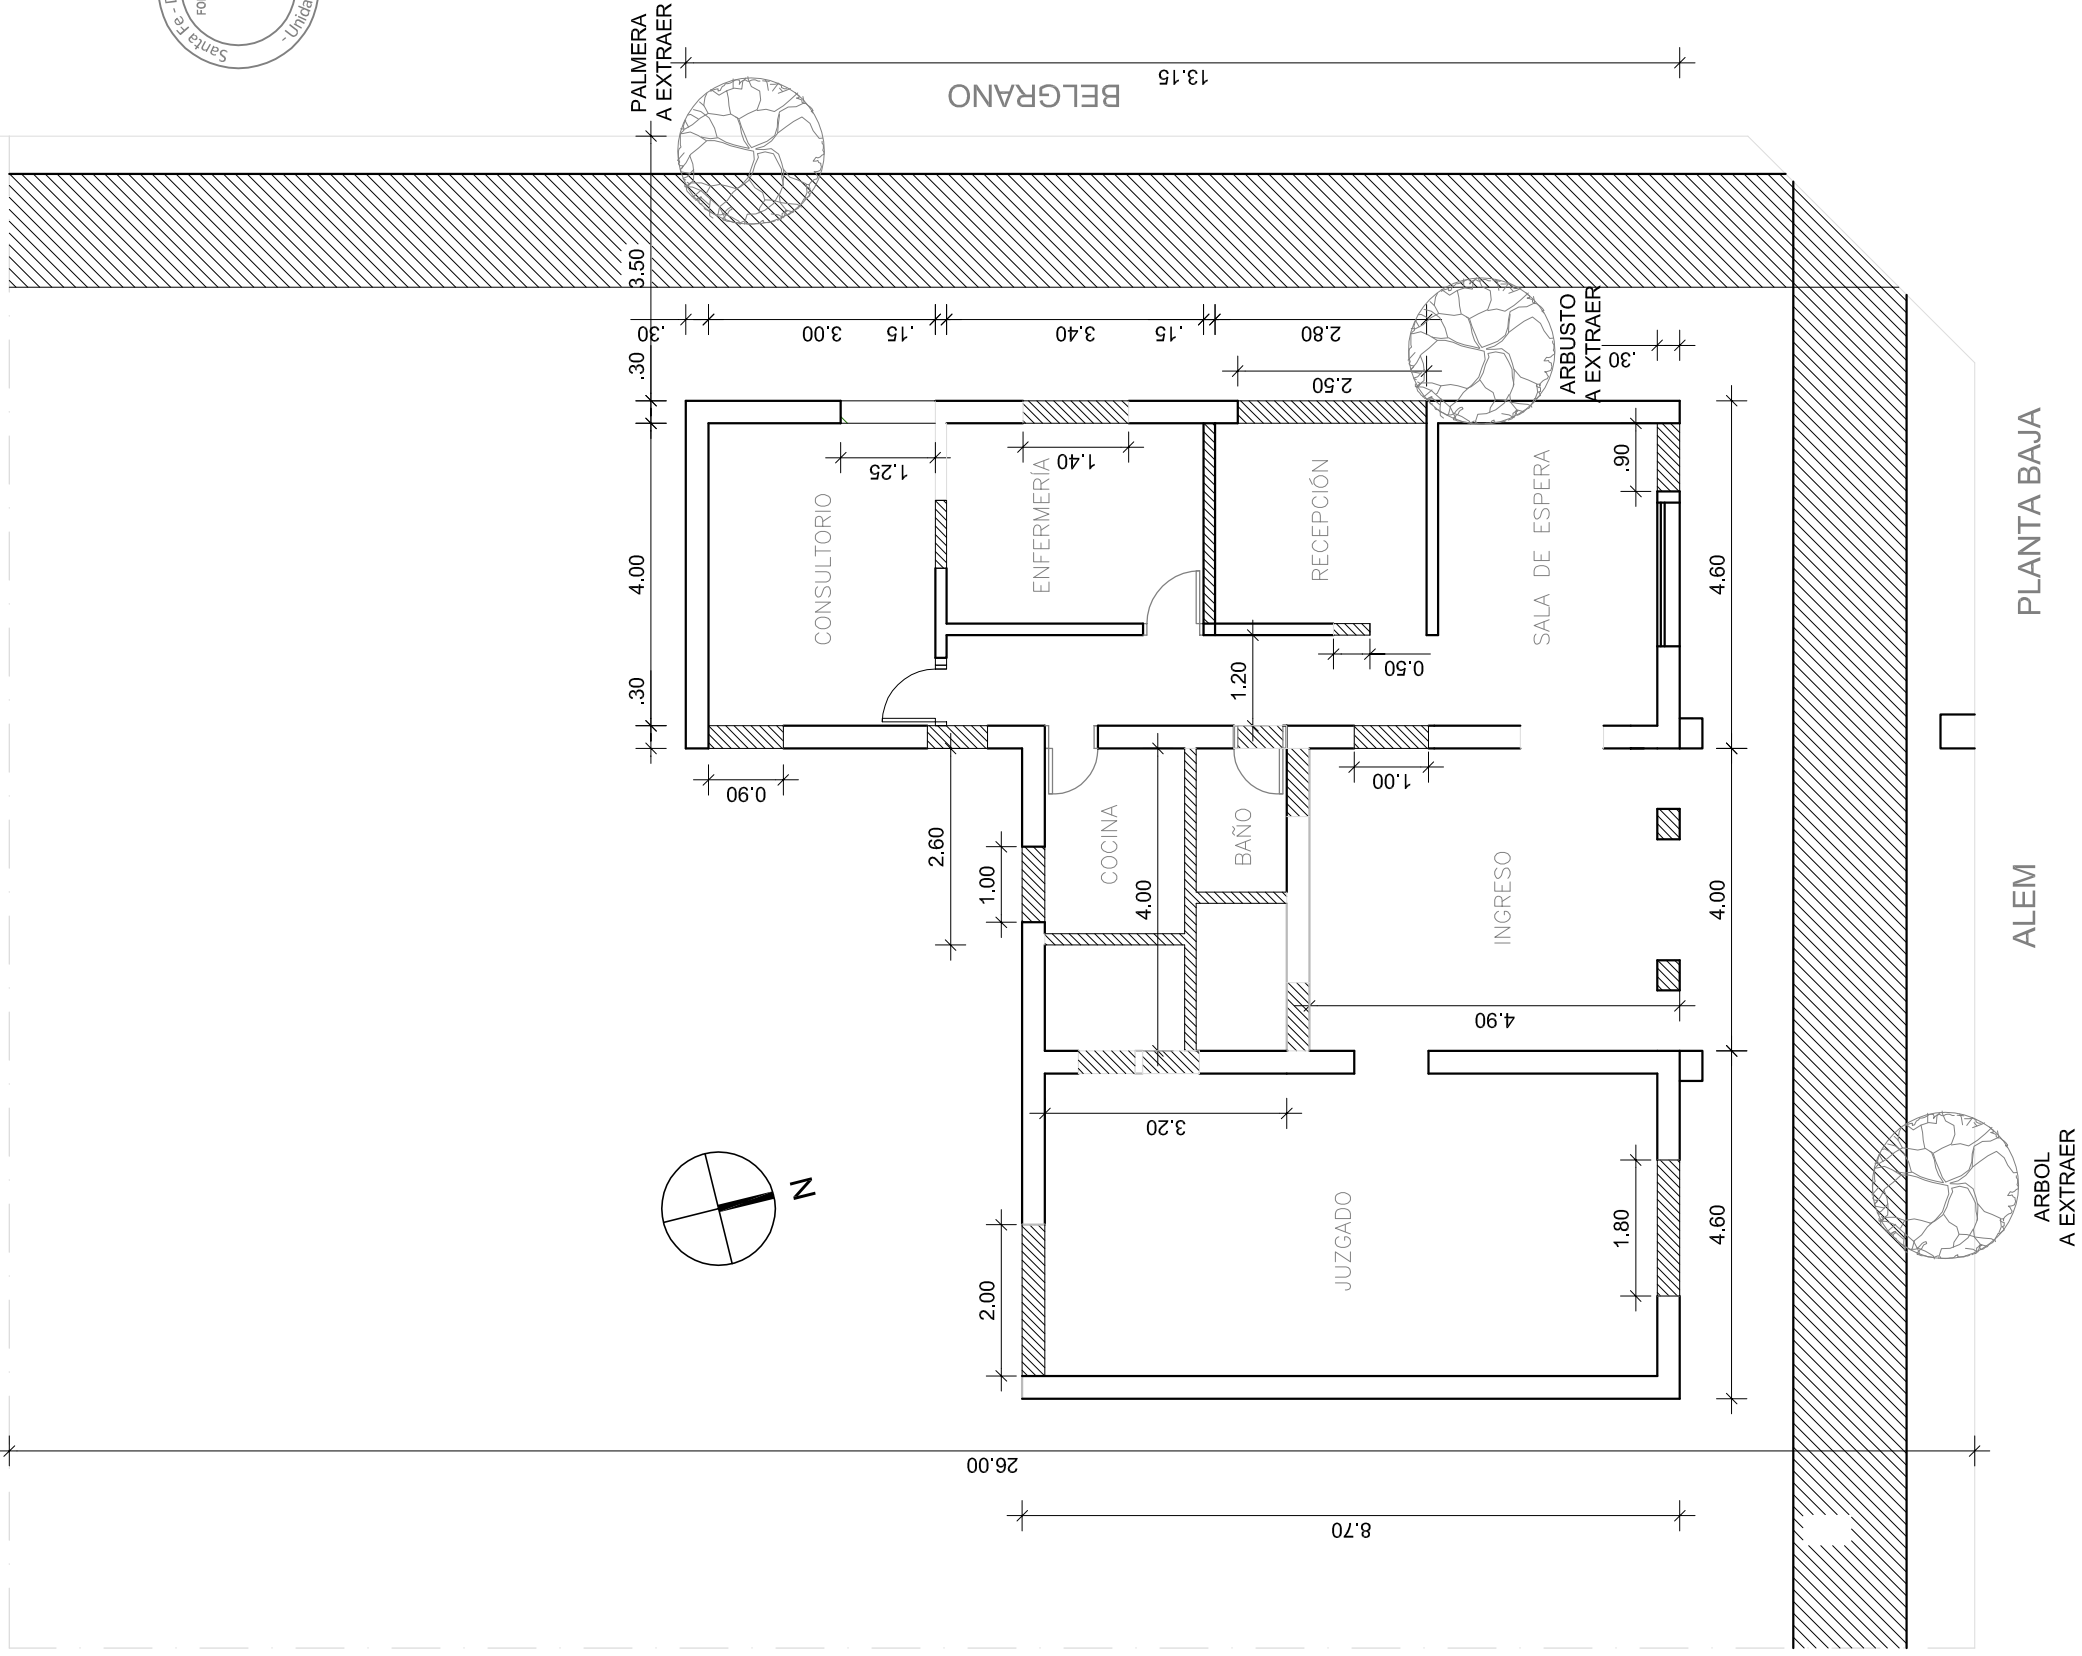 Santa Fe -
- Unida
FO
PALMERA
A EXTRAER
13.15
BELGRANO
3.50
.30
3.00
.15
3.40
.15
2.80
.30
2.50
ARBUSTO
A EXTRAER
.30
1.25
1.40
.90
CONSULTORIO
ENFERMERÍA
RECEPCIÓN
SALA DE ESPERA
4.00
4.60
PLANTA BAJA
.30
1.20
0.50
0.90
2.60
1.00
COCINA
4.00
BAÑO
1.00
INGRESO
4.00
ALEM
4.90
3.20
N
JUZGADO
2.00
1.80
4.60
ARBOL
A EXTRAER
26.00
8.70